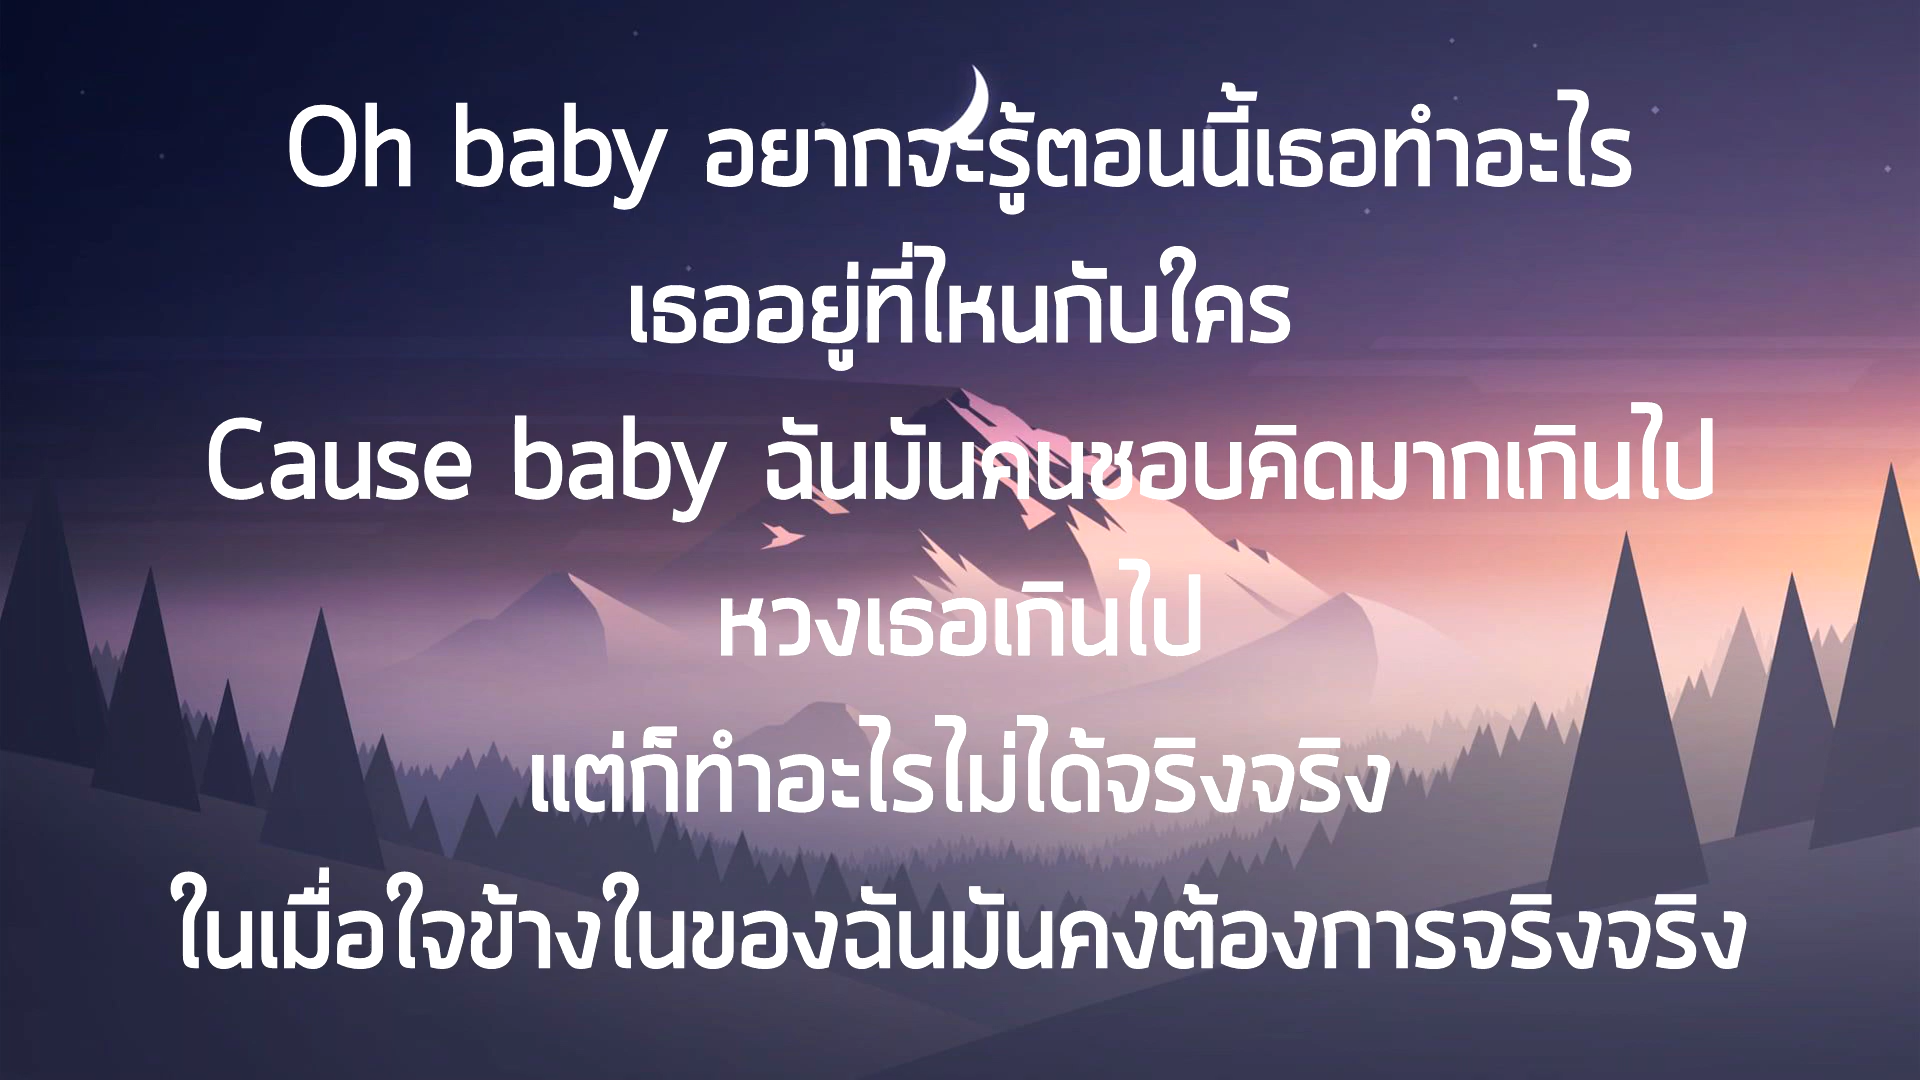 Oh baby อยากจะรู้ตอนนี้เธอทำอะไร
เธออยู่ที่ไหนกับใคร
Cause baby ฉันมันคนชอบคิดมากเกินไป
หวงเธอเกินไป
แต่ก็ทำอะไรไม่ได้จริงจริง
ในเมื่อใจข้างในของฉันมันคงต้องการจริงจริง